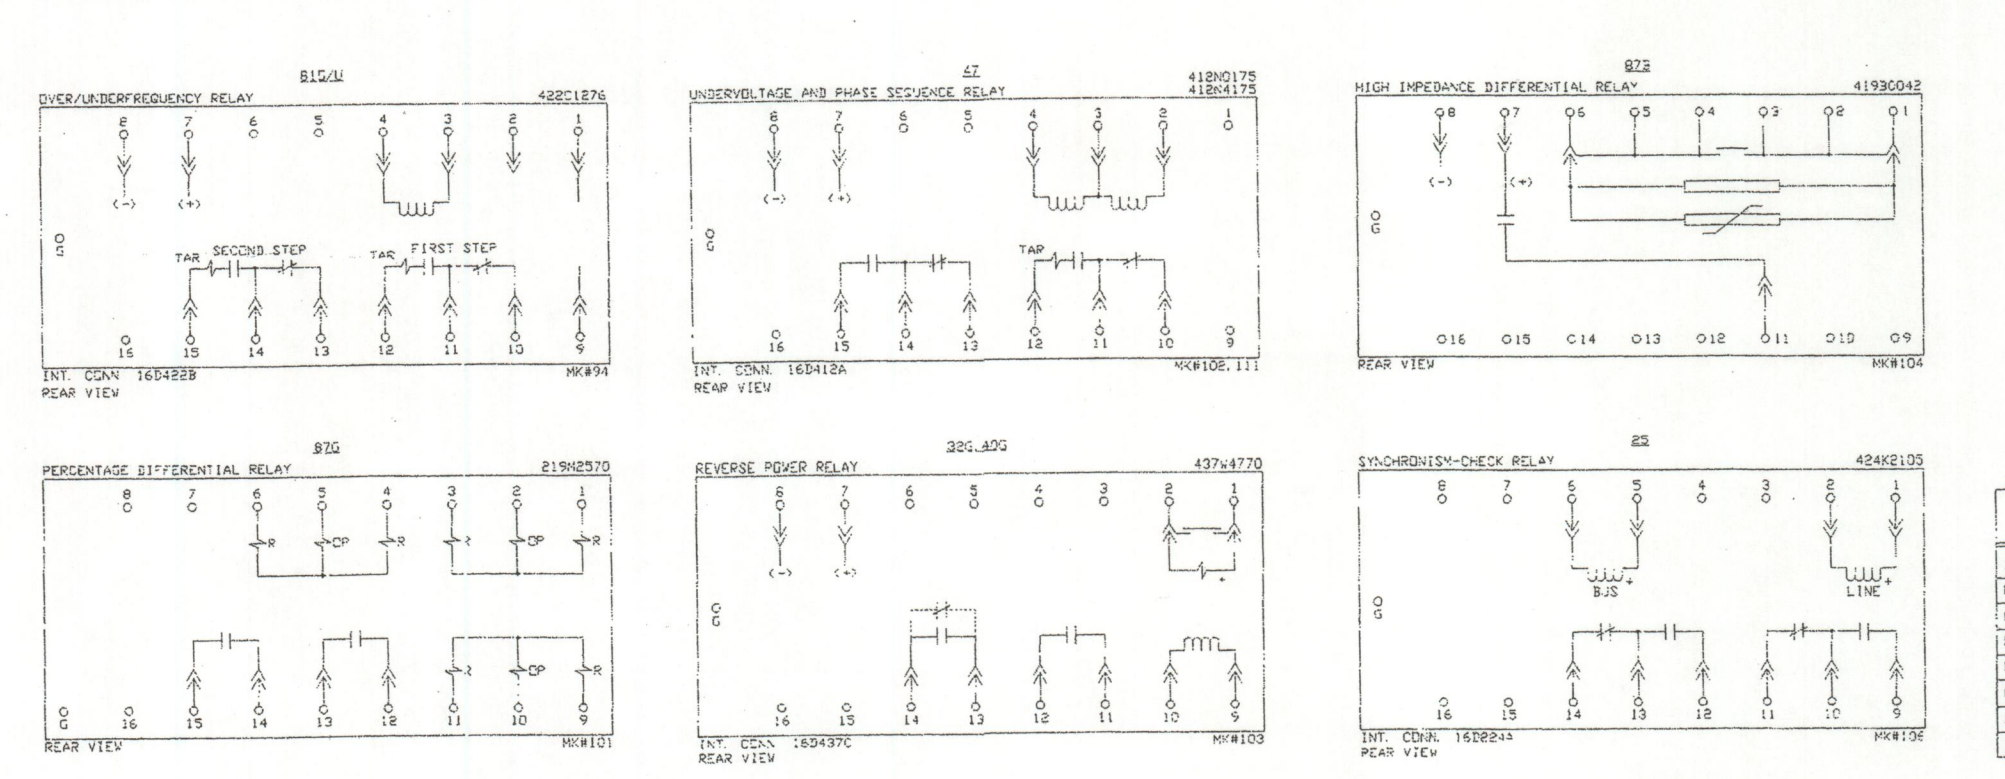 81O/U
OVER/UNDERFREQUENCY RELAY 422C1276
8 7 6 5 4 3 2 1
(-) (+)
O
G
TAR SECOND STEP TAR FIRST STEP
16 15 14 13 12 11 10 9
INT. CONN 16D422B MK#94
REAR VIEW
47
412N0175
UNDERVOLTAGE AND PHASE SEQUENCE RELAY 412N4175
8 7 6 5 4 3 2 1
(-) (+)
G
TAR
16 15 14 13 12 11 10 9
INT. CONN. 16D412A MK#102, 111
REAR VIEW
87B
HIGH IMPEDANCE DIFFERENTIAL RELAY 41930042
8 7 6 5 4 3 2 1
(-) (+)
G
16 15 14 13 12 11 10 9
REAR VIEW MK#104
87G
PERCENTAGE DIFFERENTIAL RELAY 219M2570
8 7 6 5 4 3 2 1
R OP R R OP R
R OP R
G 16 15 14 13 12 11 10 9
REAR VIEW MK#101
32G,40G
REVERSE POWER RELAY 437W4770
8 7 6 5 4 3 2 1
(-) (+) +
G
16 15 14 13 12 11 10 9
INT. CONN 16D437C MK#103
REAR VIEW
25
SYNCHRONISM-CHECK RELAY 424K2105
8 7 6 5 4 3 2 1
+ +
BUS LINE
G
16 15 14 13 12 11 10 9
INT. CONN. 16D224A MK#106
REAR VIEW